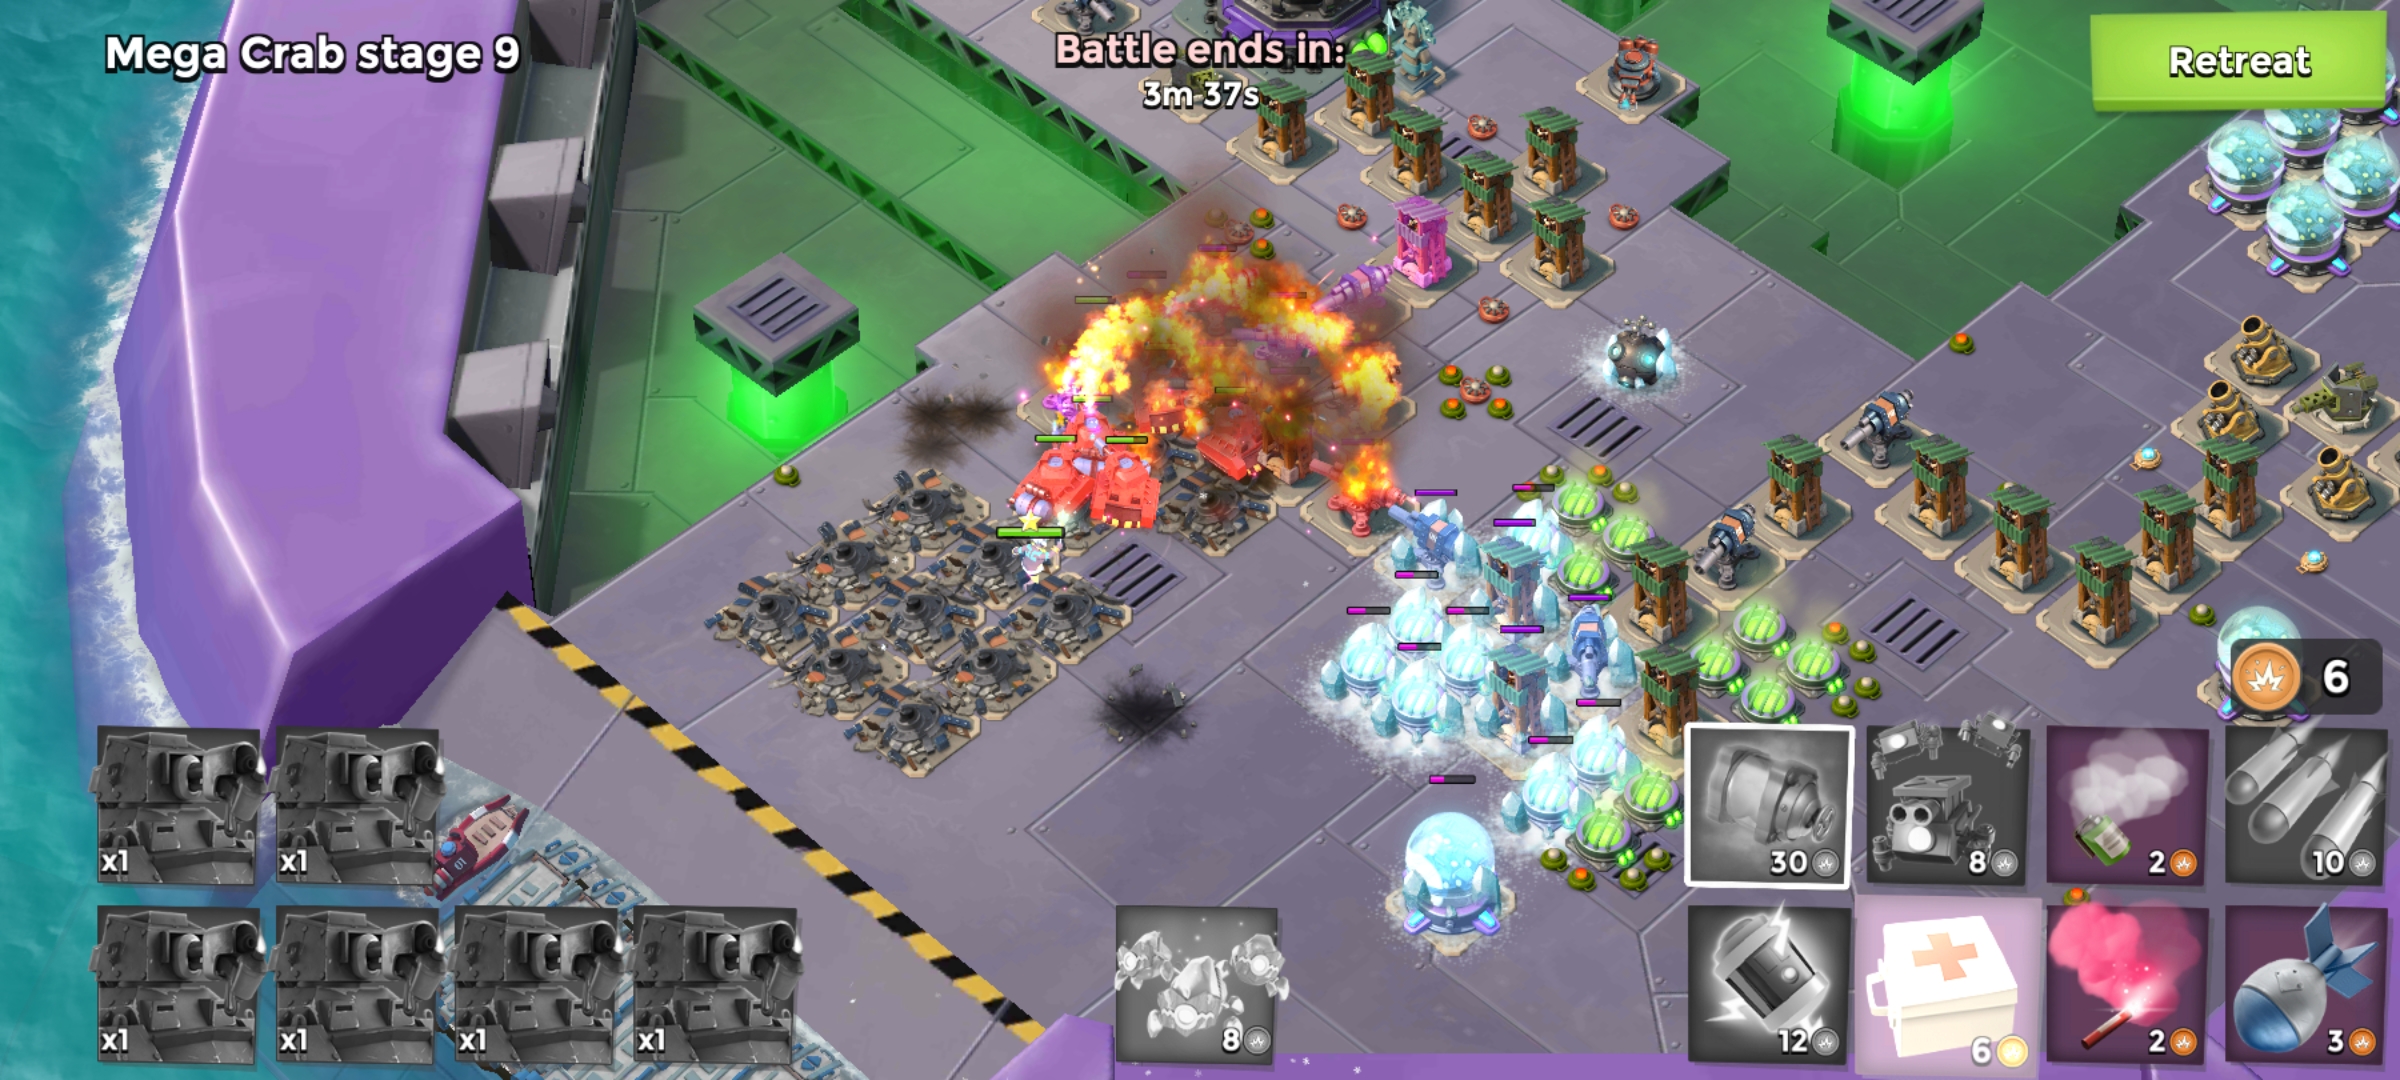 Mega Crab stage 9
Battle ends in:
3m 37s
Retreat
6
x1
x1
30
8
2
10
x1
x1
x1
x1
8
12
6
2
3